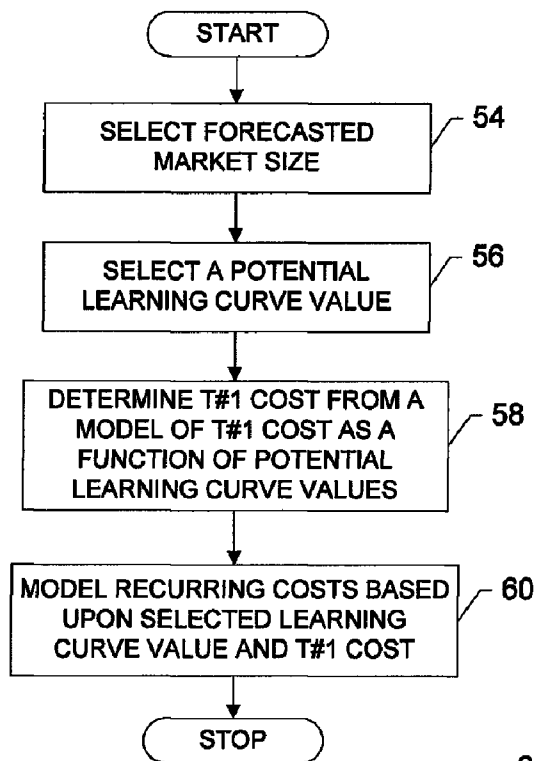 START
SELECT FORECASTED
MARKET SIZE
54
SELECT A POTENTIAL
LEARNING CURVE VALUE
56
DETERMINE T#1 COST FROM A
MODEL OF T#1 COST AS A
FUNCTION OF POTENTIAL
LEARNING CURVE VALUES
58
MODEL RECURRING COSTS BASED
UPON SELECTED LEARNING
CURVE VALUE AND T#1 COST
60
STOP